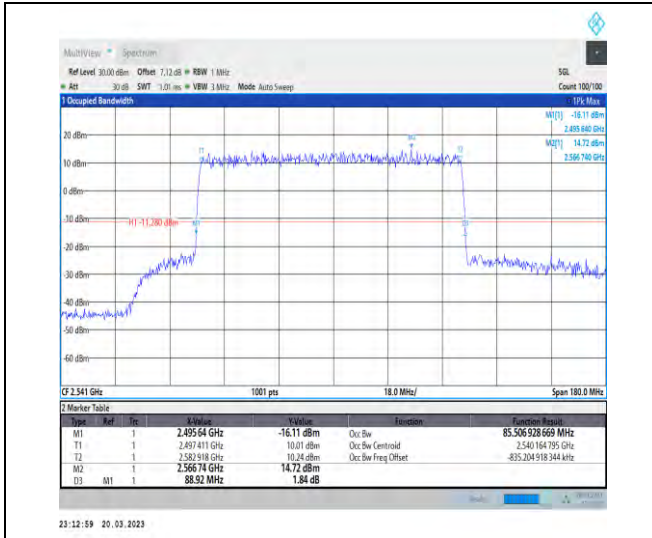 MultiView Spectrum
Ref Level 30.00 dBm Offset 7.12 dB RBW 1 MHz SGL
Att 30 dB SWT 1.01 ms VBW 3 MHz Mode Auto Sweep Count 100/100
1 Occupied Bandwidth 1Pk Max
M1[1] -16.11 dBm
2.495 640 GHz
M2[1] 14.72 dBm
2.566 740 GHz
20 dBm
T1 M2 T2
10 dBm
0 dBm
-10 dBm
H1 -11.280 dBm M1
-20 dBm
-30 dBm
-40 dBm
-50 dBm
-60 dBm
CF 2.541 GHz 1001 pts 18.0 MHz/ Span 180.0 MHz
2 Marker Table
Type Ref Trc X-Value Y-Value Function Function Result
M1 1 2.495 64 GHz -16.11 dBm Occ Bw 85.506 928 669 MHz
T1 1 2.497 411 GHz 10.01 dBm Occ Bw Centroid 2.540 164 795 GHz
T2 1 2.582 918 GHz 10.24 dBm Occ Bw Freq Offset -835.204 918 344 kHz
M2 1 2.566 74 GHz 14.72 dBm
D3 M1 1 88.92 MHz 1.84 dB
23:12:59 20.03.2023